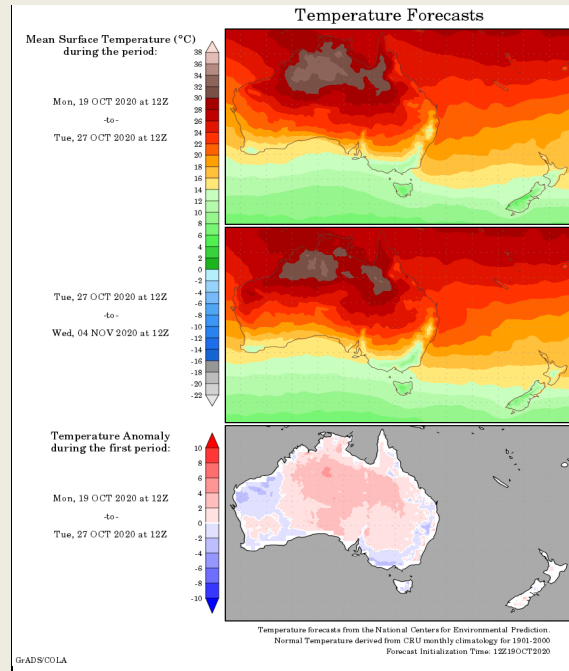 Temperature Forecasts
Mean Surface Temperature (°C)
during the period:
Mon, 19 OCT 2020 at 12Z
-to-
Tue, 27 OCT 2020 at 12Z
38
36
34
32
30
28
26
24
22
20
18
16
14
12
10
8
6
4
2
0
-2
-4
-6
-8
-10
-12
-14
-16
-18
-20
-22
Tue, 27 OCT 2020 at 12Z
-to-
Wed, 04 NOV 2020 at 12Z
Temperature Anomaly
during the first period:
Mon, 19 OCT 2020 at 12Z
-to-
Tue, 27 OCT 2020 at 12Z
10
8
6
4
2
0
-2
-4
-6
-8
-10
Temperature forecasts from the National Centers for Environmental Prediction.
Normal Temperature derived from CRU monthly climatology for 1901-2000
Forecast Initialization Time: 12Z19OCT2020
GrADS/COLA